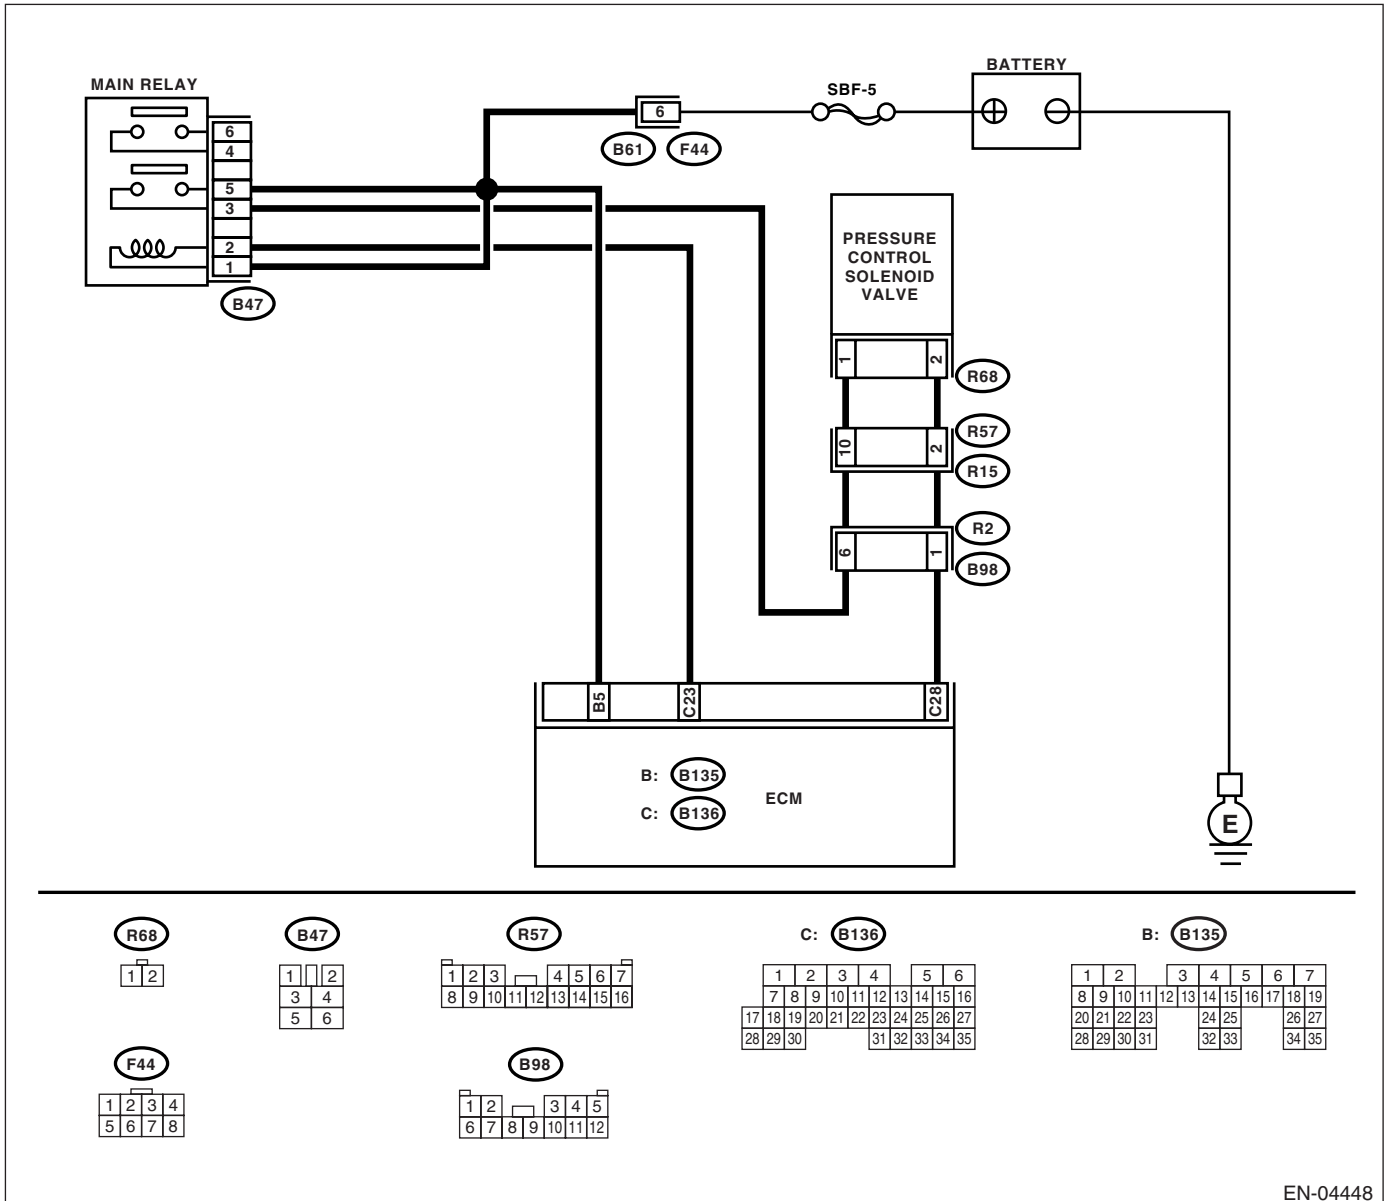 BATTERY
MAIN RELAY
SBF-5
6
B61 F44
6
4
5
3
2
1
B47
PRESSURE
CONTROL
SOLENOID
VALVE
1 2
R68
10 2
R57
R15
6 1
R2
B98
B5 C23 C28
B: B135
C: B136
ECM
E
R68
1 2
B47
1 2
3 4
5 6
R57
1 2 3 4 5 6 7
8 9 10 11 12 13 14 15 16
C: B136
1 2 3 4 5 6
7 8 9 10 11 12 13 14 15 16
17 18 19 20 21 22 23 24 25 26 27
28 29 30 31 32 33 34 35
B: B135
1 2 3 4 5 6 7
8 9 10 11 12 13 14 15 16 17 18 19
20 21 22 23 24 25 26 27
28 29 30 31 32 33 34 35
F44
1 2 3 4
5 6 7 8
B98
1 2 3 4 5
6 7 8 9 10 11 12
EN-04448